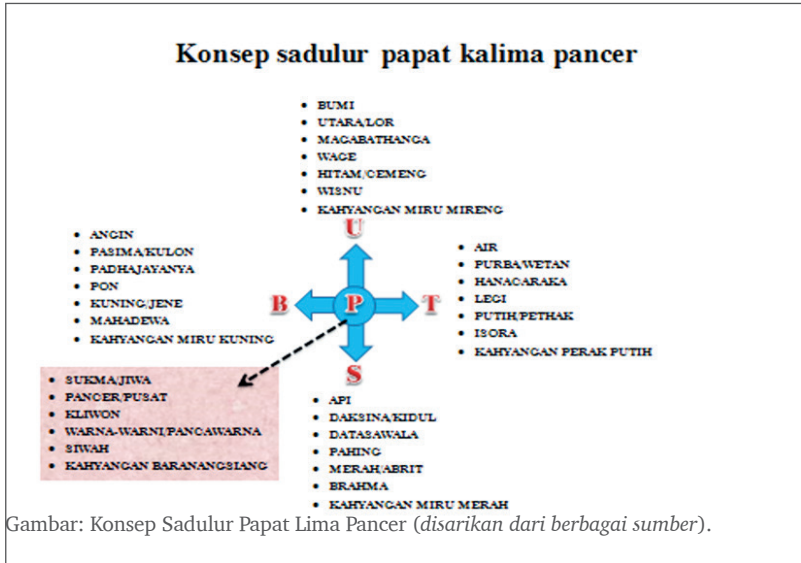 Konsep sadulur papat kalima pancer
• BUMI
• UTARA/LOR
• MAGABATHANGA
• WAGE
• HITAM/CEMENG
• WISNU
• KAHYANGAN MIRU MIRENG
• ANGIN
• PASIMA/KULON
• PADHAJAYANYA
• PON
• KUNING/JENE
• MAHADEWA
• KAHYANGAN MIRU KUNING
U
B
P
T
S
• AIR
• PURBA/WETAN
• HANACARAKA
• LEGI
• PUTIH/PETHAK
• ISORA
• KAHYANGAN PERAK PUTIH
• SUKMA/JIWA
• PANCER/PUSAT
• KLIWON
• WARNA-WARNI/PANCAWARNA
• SIWAH
• KAHYANGAN BARANANGSIANG
• API
• DAKSINA/KIDUL
• DATASAWALA
• PAHING
• MERAH/ABRIT
• BRAHMA
• KAHYANGAN MIRU MERAH
Gambar: Konsep Sadulur Papat Lima Pancer (disarikan dari berbagai sumber).